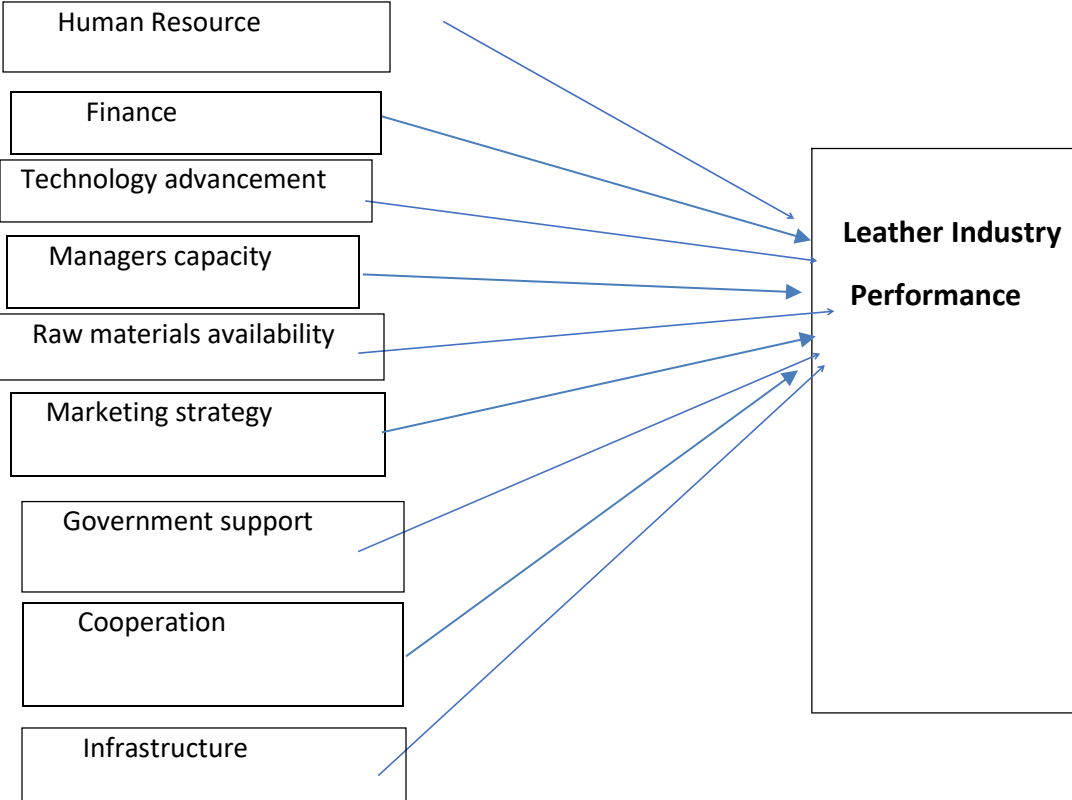 Human Resource
Finance
Technology advancement
Managers capacity
Raw materials availability
Marketing strategy
Government support
Cooperation
Infrastructure
Leather Industry
Performance